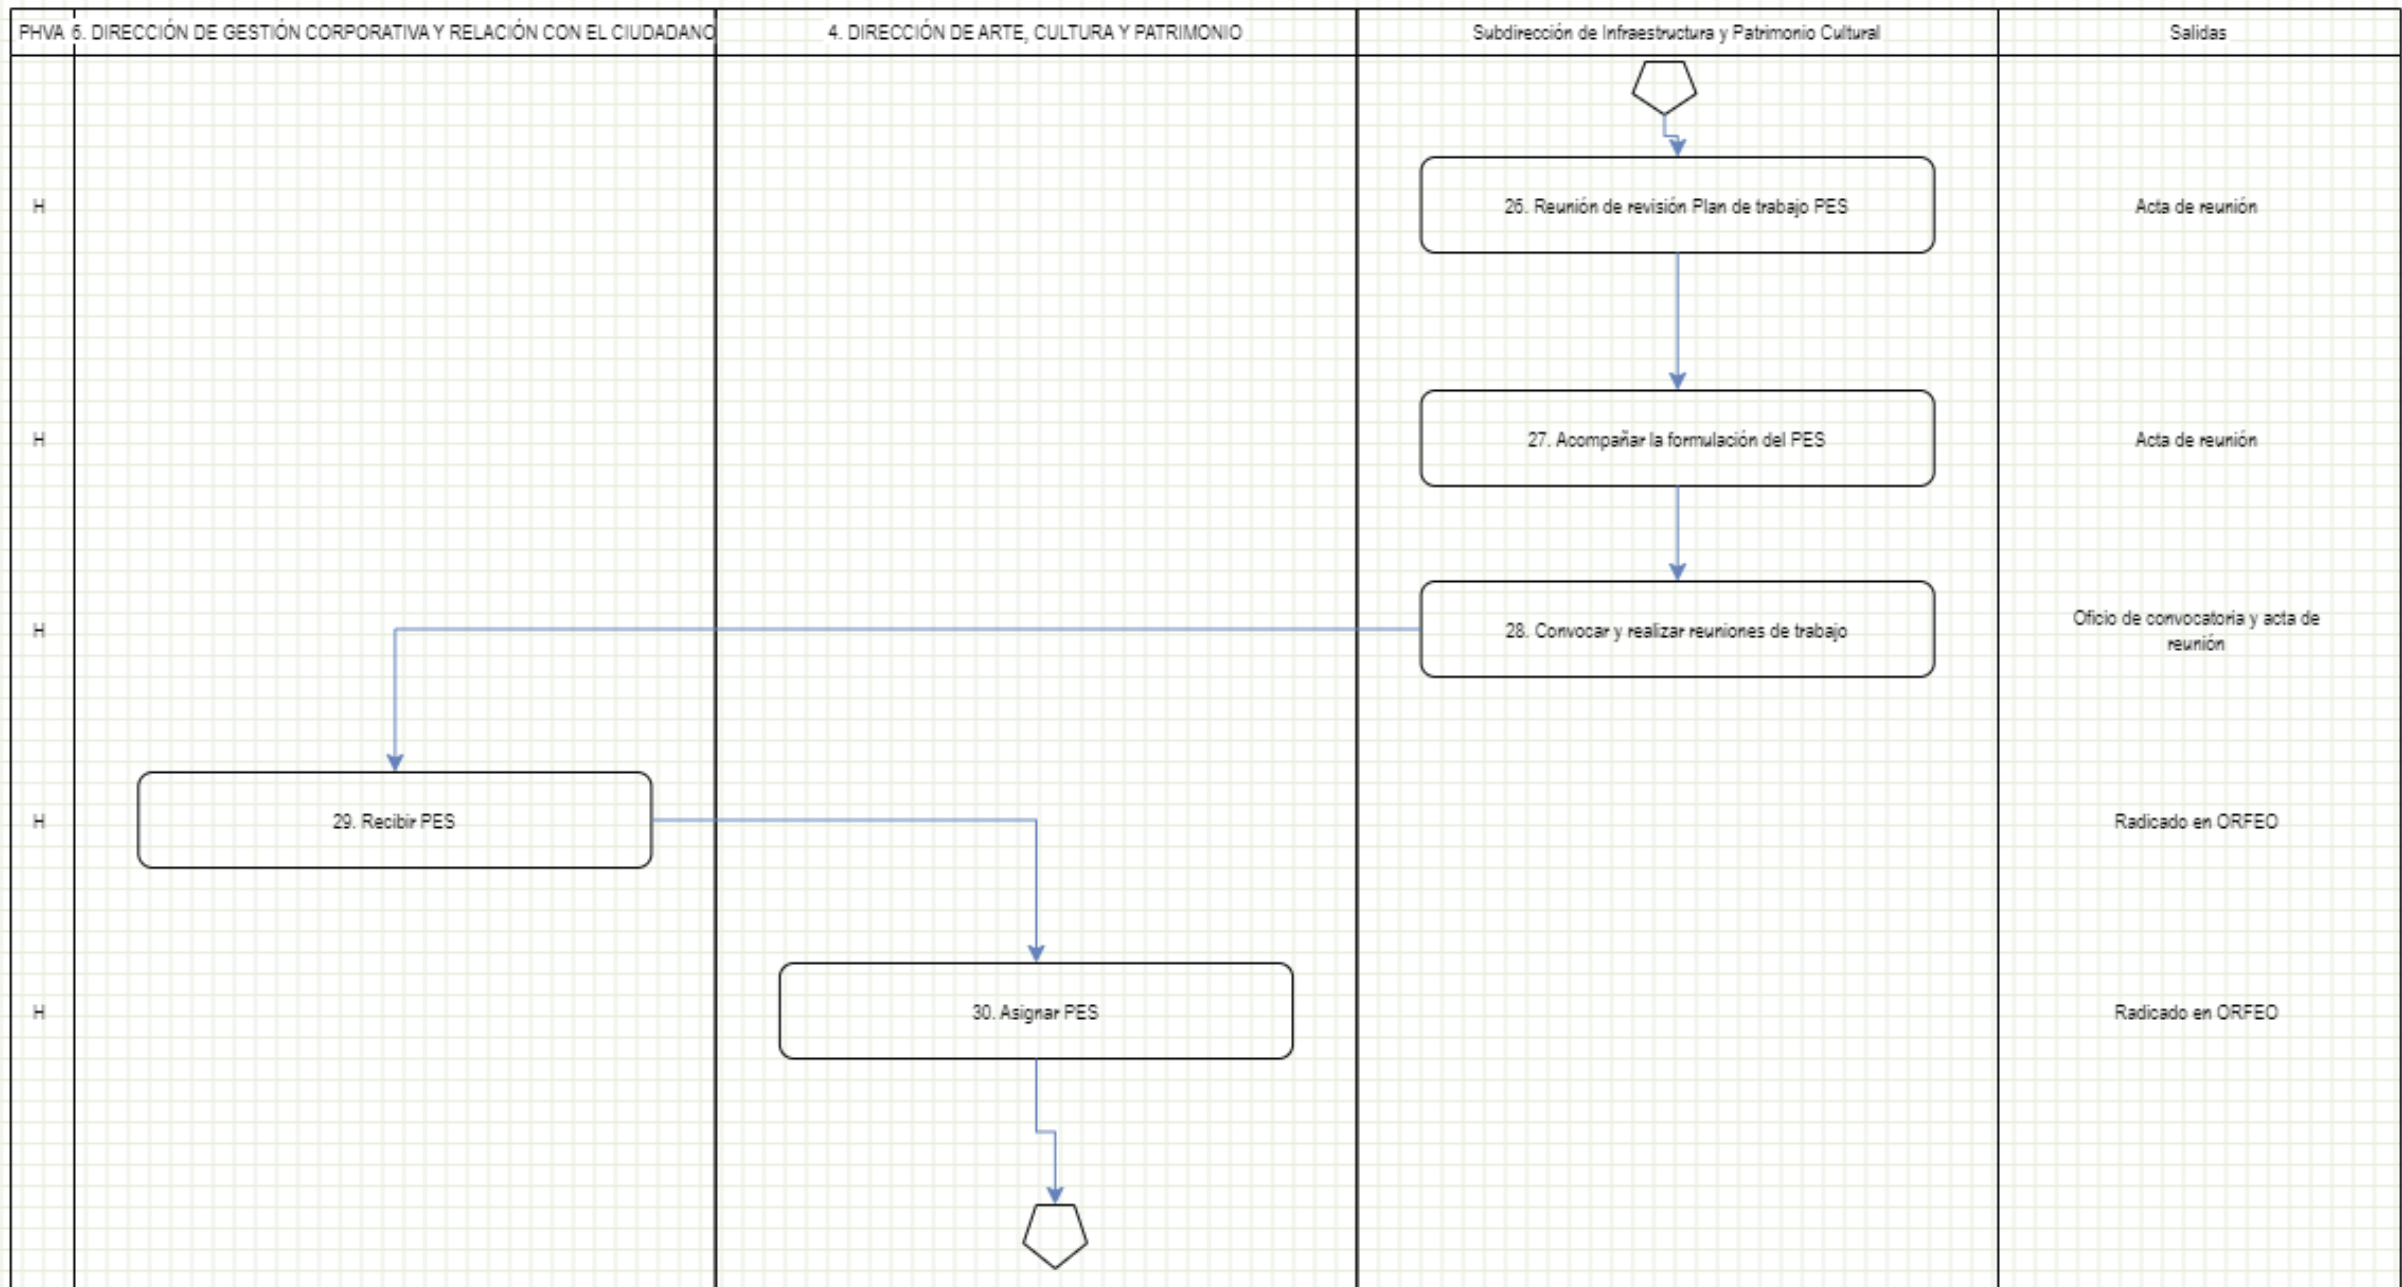 PHVA
6. DIRECCIÓN DE GESTIÓN CORPORATIVA Y RELACIÓN CON EL CIUDADANO
4. DIRECCIÓN DE ARTE, CULTURA Y PATRIMONIO
Subdirección de Infraestructura y Patrimonio Cultural
Salidas
H
26. Reunión de revisión Plan de trabajo PES
Acta de reunión
H
27. Acompañar la formulación del PES
Acta de reunión
H
28. Convocar y realizar reuniones de trabajo
Oficio de convocatoria y acta de
reunión
H
29. Recibir PES
Radicado en ORFEO
H
30. Asignar PES
Radicado en ORFEO